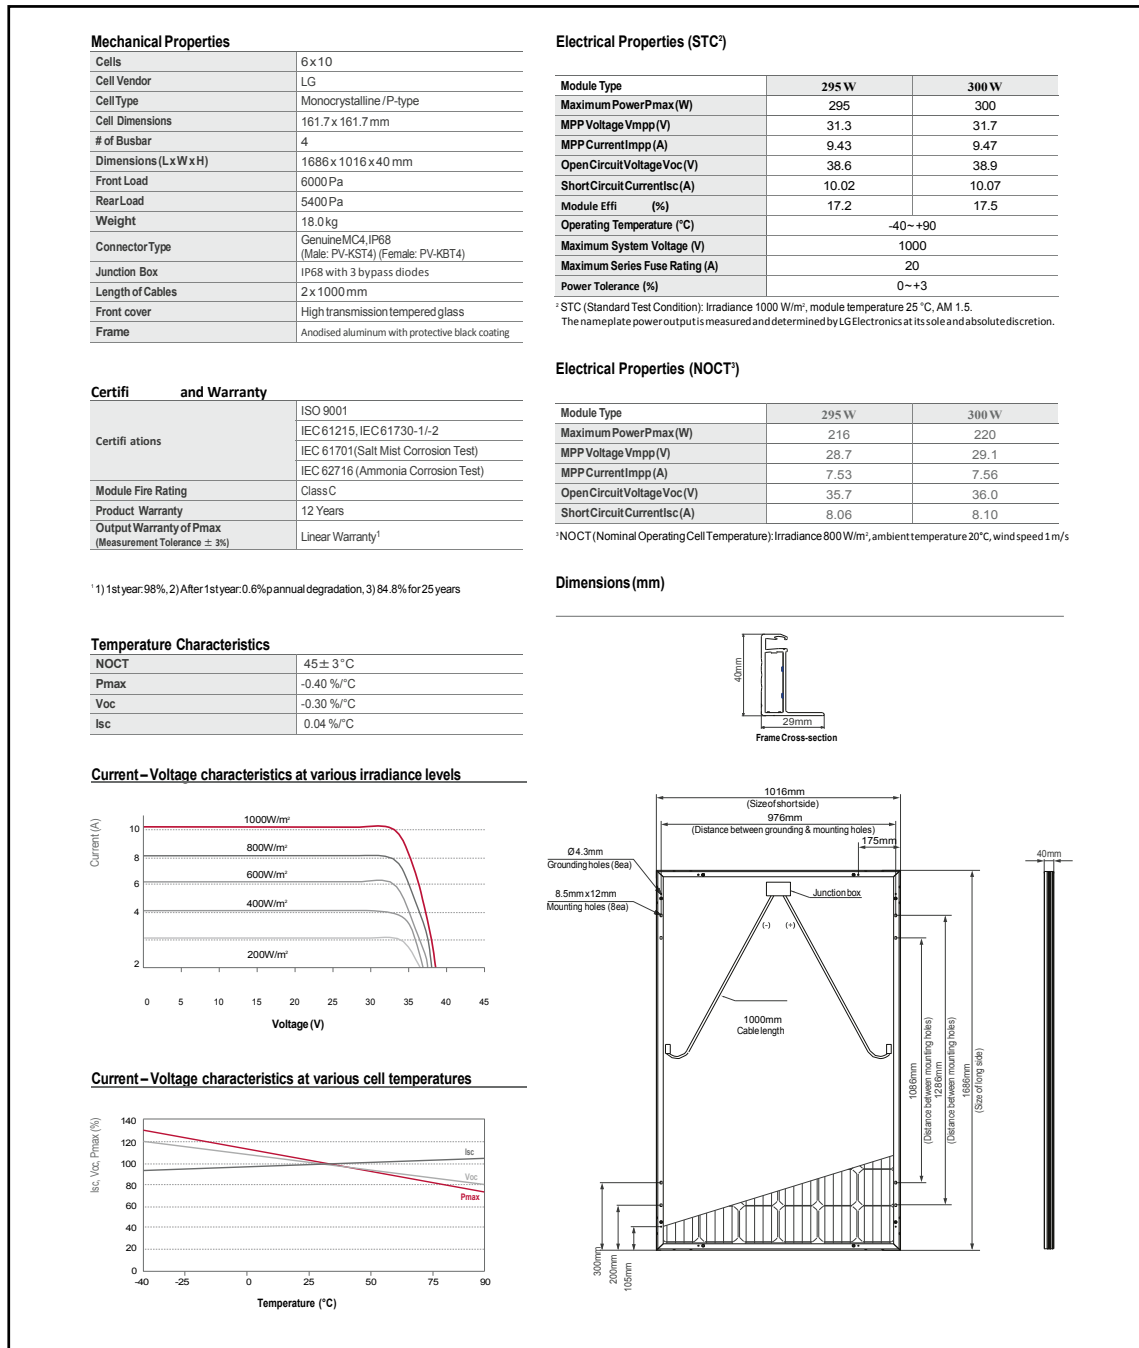 Mechanical Properties
Cells 6 x 10
Cell Vendor LG
Cell Type Monocrystalline / P-type
Cell Dimensions 161.7 x 161.7 mm
# of Busbar 4
Dimensions (L x W x H) 1686 x 1016 x 40 mm
Front Load 6000 Pa
Rear Load 5400 Pa
Weight 18.0 kg
Connector Type Genuine MC4, IP68
(Male: PV-KST4) (Female: PV-KBT4)
Junction Box IP68 with 3 bypass diodes
Length of Cables 2 x 1000 mm
Front cover High transmission tempered glass
Frame Anodised aluminum with protective black coating
Certifi and Warranty
Certifi ations ISO 9001
IEC 61215, IEC 61730-1/-2
IEC 61701 (Salt Mist Corrosion Test)
IEC 62716 (Ammonia Corrosion Test)
Module Fire Rating Class C
Product Warranty 12 Years
Output Warranty of Pmax
(Measurement Tolerance ± 3%) Linear Warranty¹
¹ 1) 1st year: 98%, 2) After 1st year: 0.6%p annual degradation, 3) 84.8% for 25 years
Temperature Characteristics
NOCT 45 ± 3 °C
Pmax -0.40 %/°C
Voc -0.30 %/°C
Isc 0.04 %/°C
Current – Voltage characteristics at various irradiance levels
Current (A)
10
8
6
4
2
1000W/m²
800W/m²
600W/m²
400W/m²
200W/m²
0 5 10 15 20 25 30 35 40 45
Voltage (V)
Current – Voltage characteristics at various cell temperatures
Isc, Voc, Pmax (%)
140
120
100
80
60
40
20
0
Isc
Voc
Pmax
-40 -25 0 25 50 75 90
Temperature (°C)
Electrical Properties (STC²)
Module Type 295 W 300 W
Maximum Power Pmax (W) 295 300
MPP Voltage Vmpp (V) 31.3 31.7
MPP Current Impp (A) 9.43 9.47
Open Circuit Voltage Voc (V) 38.6 38.9
Short Circuit Current Isc (A) 10.02 10.07
Module Effi (%) 17.2 17.5
Operating Temperature (°C) -40 ~ +90
Maximum System Voltage (V) 1000
Maximum Series Fuse Rating (A) 20
Power Tolerance (%) 0 ~ +3
² STC (Standard Test Condition): Irradiance 1000 W/m², module temperature 25 °C, AM 1.5.
The nameplate power output is measured and determined by LG Electronics at its sole and absolute discretion.
Electrical Properties (NOCT³)
Module Type 295 W 300 W
Maximum Power Pmax (W) 216 220
MPP Voltage Vmpp (V) 28.7 29.1
MPP Current Impp (A) 7.53 7.56
Open Circuit Voltage Voc (V) 35.7 36.0
Short Circuit Current Isc (A) 8.06 8.10
³ NOCT (Nominal Operating Cell Temperature): Irradiance 800 W/m², ambient temperature 20°C, wind speed 1 m/s
Dimensions (mm)
40mm
29mm
Frame Cross-section
1016mm
(Size of short side)
976mm
(Distance between grounding & mounting holes)
175mm
40mm
Ø 4.3mm
Grounding holes (8ea)
8.5mm x 12mm
Mounting holes (8ea)
Junction box
(-) (+)
1000mm
Cable length
1086mm
(Distance between mounting holes)
1286mm
(Distance between mounting holes)
1686mm
(Size of long side)
300mm
200mm
105mm